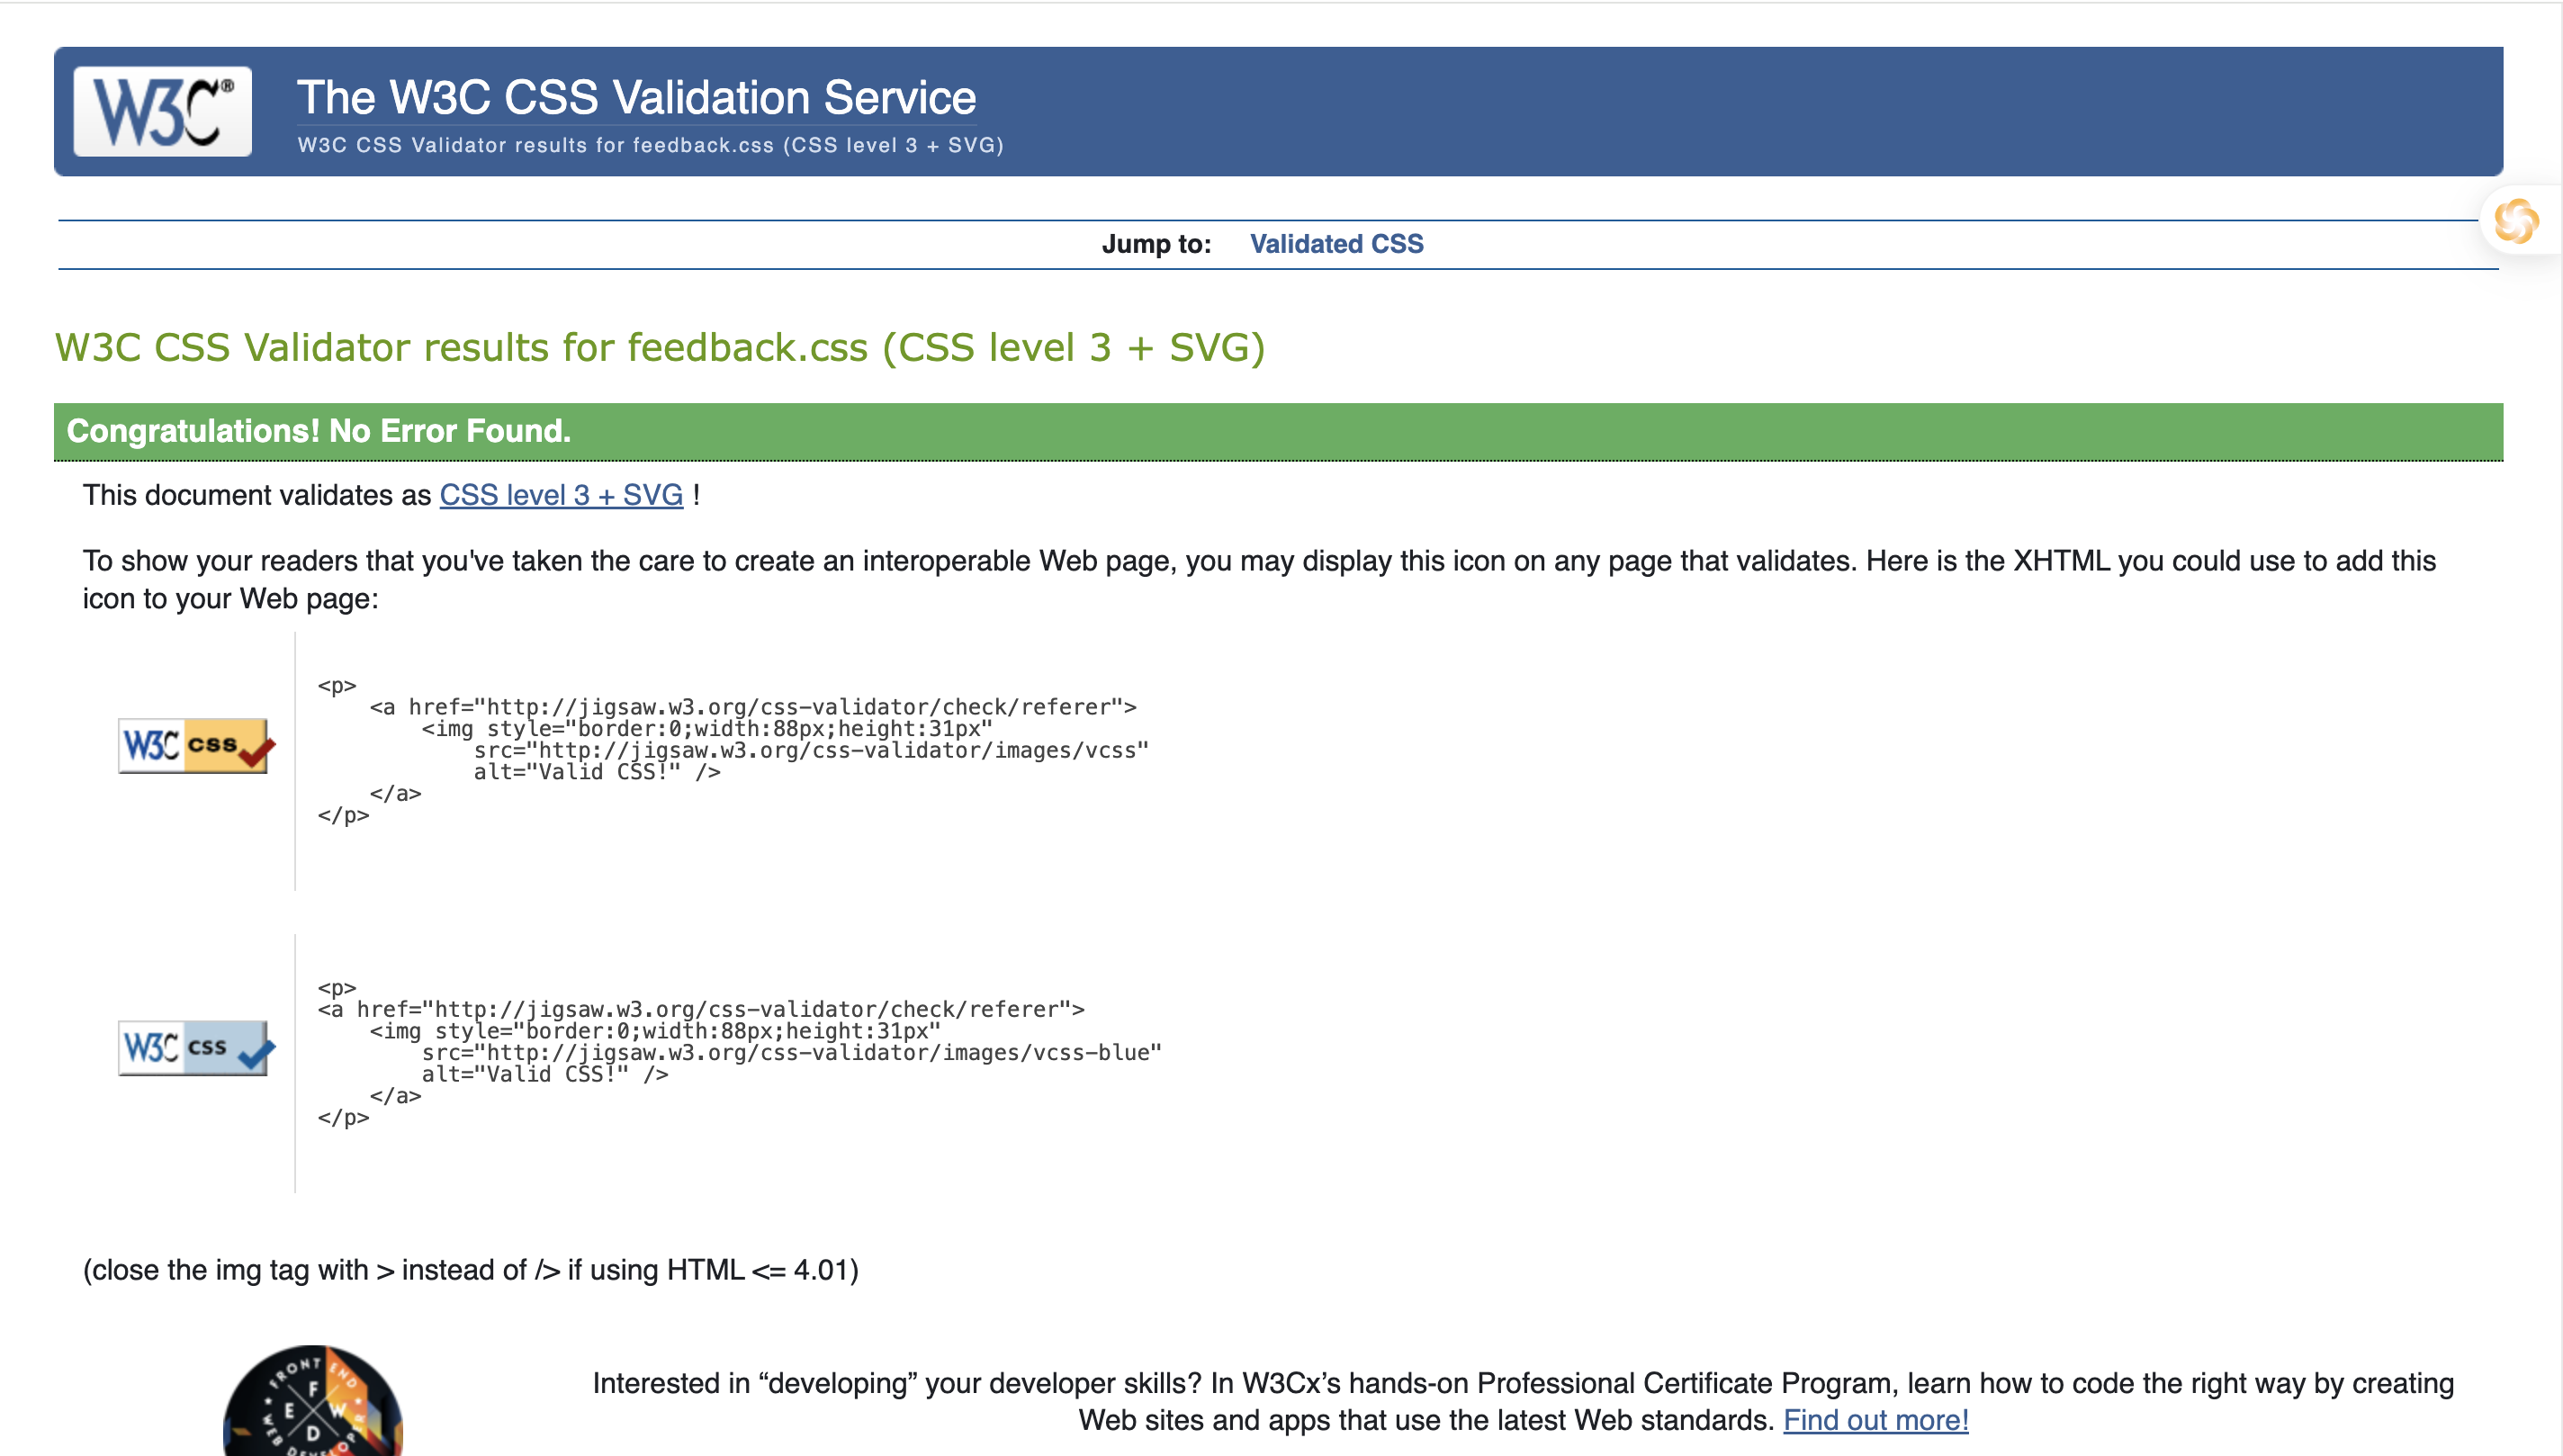 W3C®
The W3C CSS Validation Service
W3C CSS Validator results for feedback.css (CSS level 3 + SVG)
Jump to: Validated CSS
W3C CSS Validator results for feedback.css (CSS level 3 + SVG)
Congratulations! No Error Found.
This document validates as CSS level 3 + SVG !
To show your readers that you've taken the care to create an interoperable Web page, you may display this icon on any page that validates. Here is the XHTML you could use to add this
icon to your Web page:
W3C css
<p>
<a href="http://jigsaw.w3.org/css-validator/check/referer">
<img style="border:0;width:88px;height:31px"
src="http://jigsaw.w3.org/css-validator/images/vcss"
alt="Valid CSS!" />
</a>
</p>
W3C css
<p>
<a href="http://jigsaw.w3.org/css-validator/check/referer">
<img style="border:0;width:88px;height:31px"
src="http://jigsaw.w3.org/css-validator/images/vcss-blue"
alt="Valid CSS!" />
</a>
</p>
(close the img tag with > instead of /> if using HTML <= 4.01)
FRONT END
F
E W
D
WEB DEVELOPER
Interested in “developing” your developer skills? In W3Cx’s hands-on Professional Certificate Program, learn how to code the right way by creating
Web sites and apps that use the latest Web standards. Find out more!